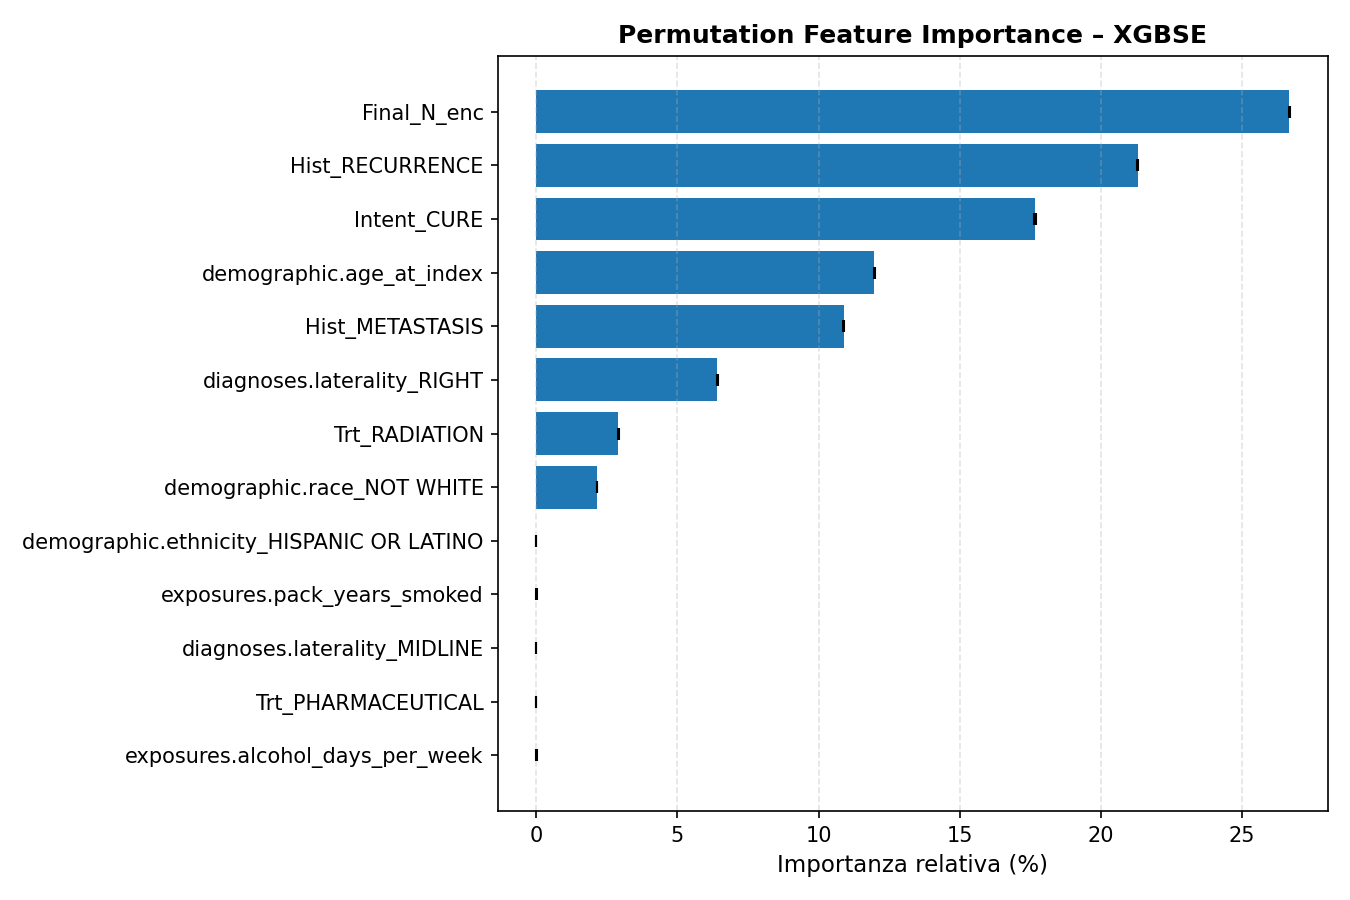 Permutation Feature Importance – XGBSE
Final_N_enc
Hist_RECURRENCE
Intent_CURE
demographic.age_at_index
Hist_METASTASIS
diagnoses.laterality_RIGHT
Trt_RADIATION
demographic.race_NOT WHITE
demographic.ethnicity_HISPANIC OR LATINO
exposures.pack_years_smoked
diagnoses.laterality_MIDLINE
Trt_PHARMACEUTICAL
exposures.alcohol_days_per_week
0 5 10 15 20 25
Importanza relativa (%)